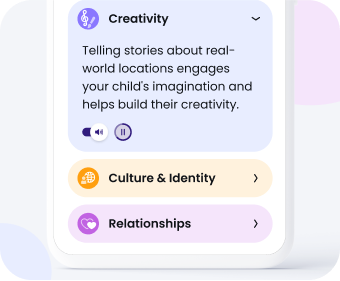 Creativity
Telling stories about real-
world locations engages
your child's imagination and
helps build their creativity.
Culture & Identity
Relationships